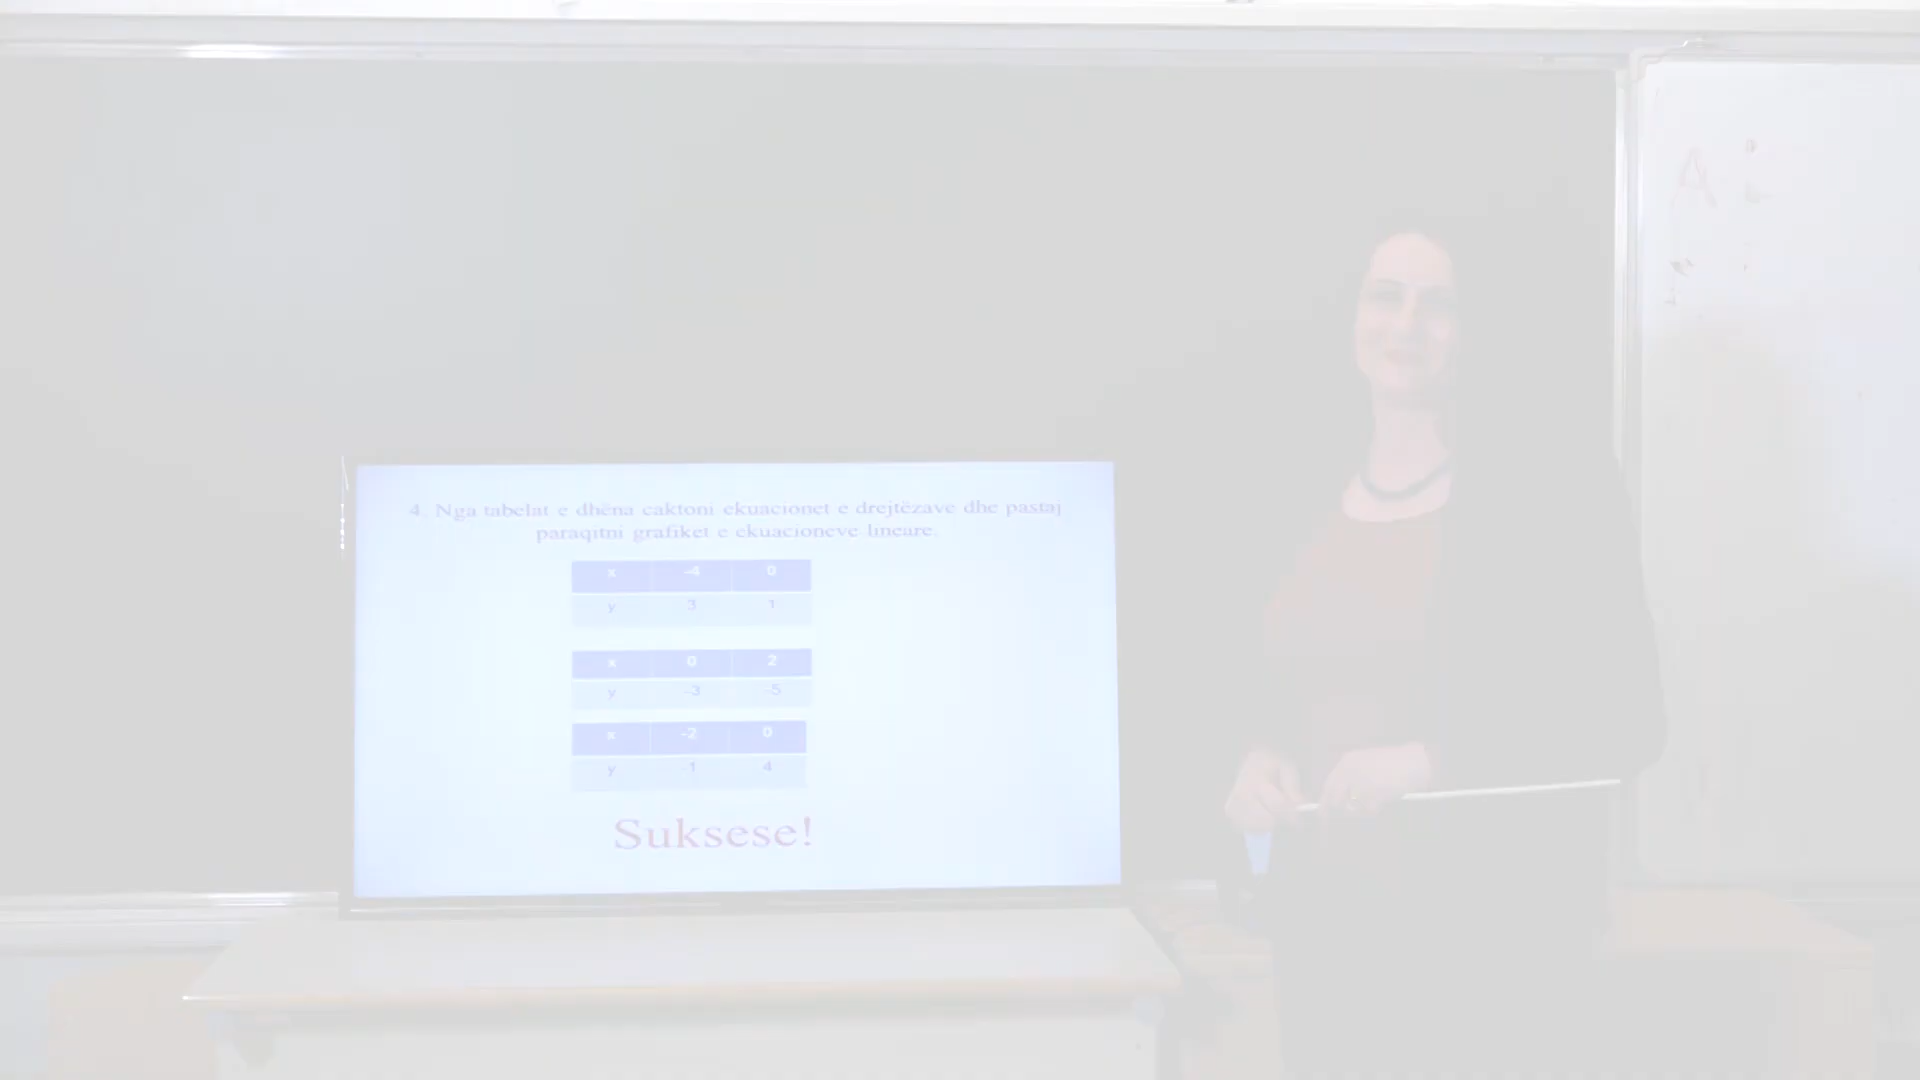 4. Nga tabelat e dhëna caktoni ekuacionet e drejtëzave dhe pastaj
paraqitni grafiket e ekuacioneve lineare.
x -4 0
y 3 1
x 0 2
y -3 -5
x -2 0
y -1 4
Suksese!
A